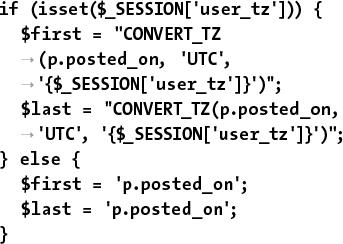 if (isset($_SESSION['user_tz'])) {
$first = "CONVERT_TZ
→ (p.posted_on, 'UTC',
→ '{$_SESSION['user_tz']}')";
$last = "CONVERT_TZ(p.posted_on,
→ 'UTC', '{$_SESSION['user_tz']}')";
} else {
$first = 'p.posted_on';
$last = 'p.posted_on';
}